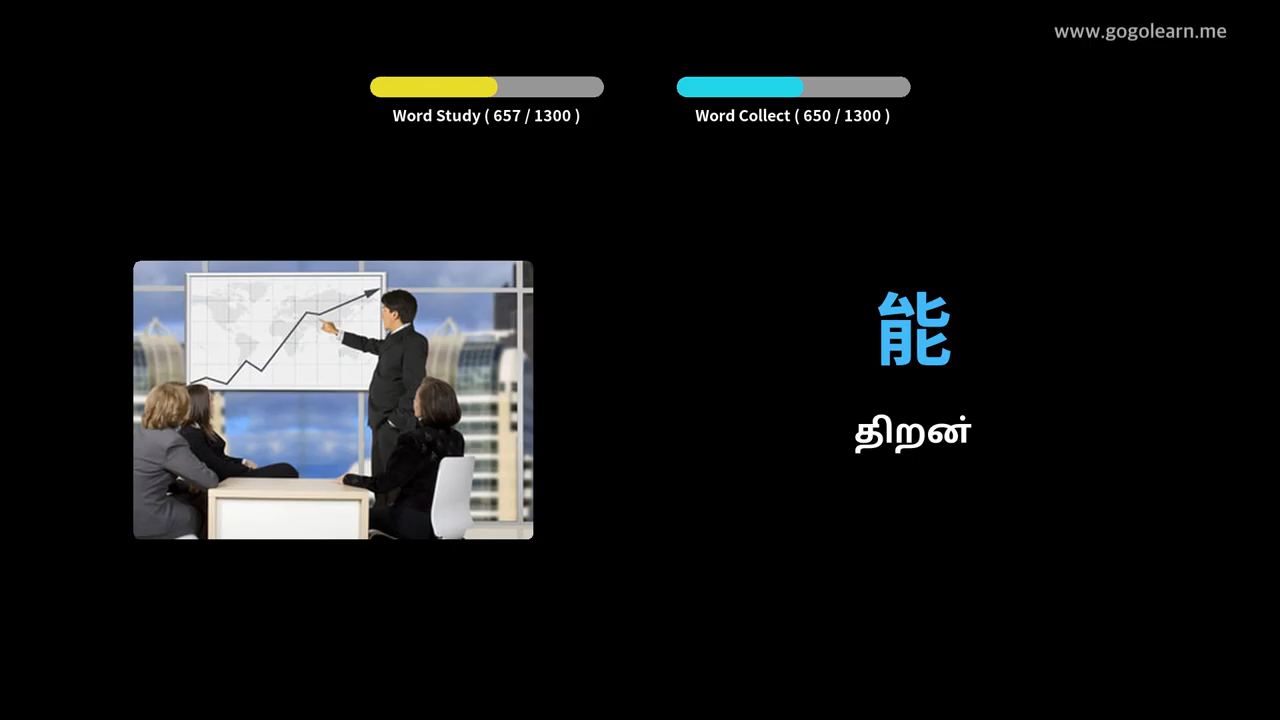 www.gogolearn.me
Word Study ( 657 / 1300 )
Word Collect ( 650 / 1300 )
能
திறன்